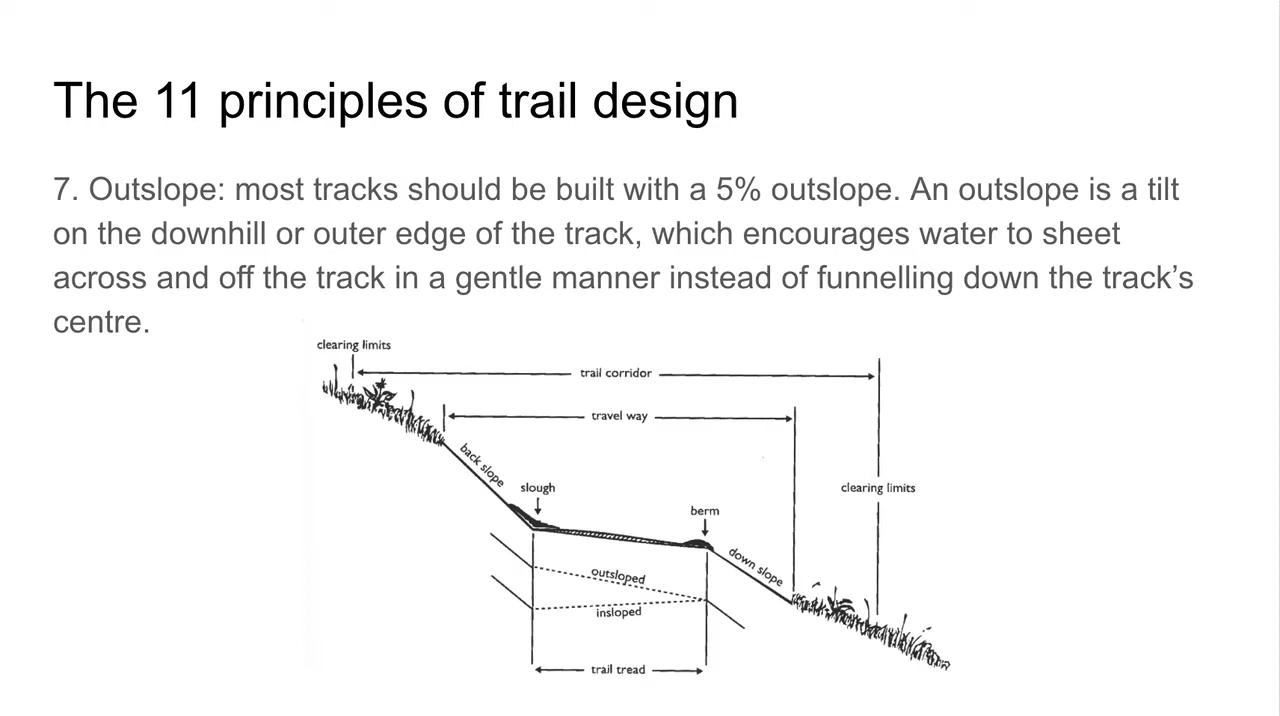 The 11 principles of trail design
7. Outslope: most tracks should be built with a 5% outslope. An outslope is a tilt
on the downhill or outer edge of the track, which encourages water to sheet
across and off the track in a gentle manner instead of funnelling down the track’s
centre.
clearing limits
trail corridor
travel way
back slope
slough
clearing limits
berm
down slope
outsloped
insloped
trail tread